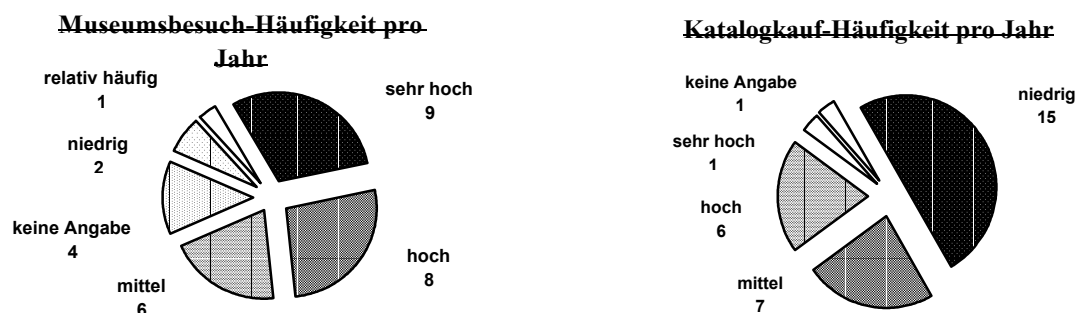 Museumsbesuch-Häufigkeit pro
Jahr
relativ häufig
1
sehr hoch
9
niedrig
2
keine Angabe
4
hoch
8
mittel
6
Katalogkauf-Häufigkeit pro Jahr
keine Angabe
1
niedrig
15
sehr hoch
1
hoch
6
mittel
7